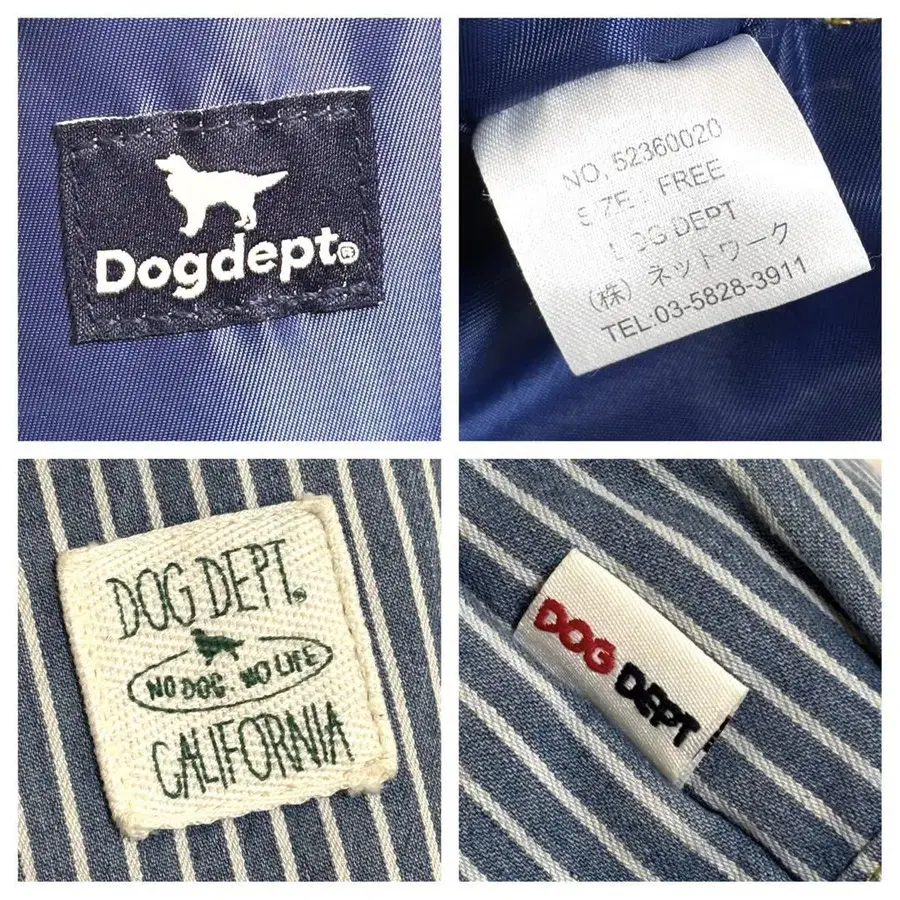 Dogdept®
NO, 52360020
SIZE : FREE
DOG DEPT
（株）ネットワーク
TEL:03-5828-3911
DOG DEPT®
NO DOG. NO LIFE
CALIFORNIA
DOG DEPT